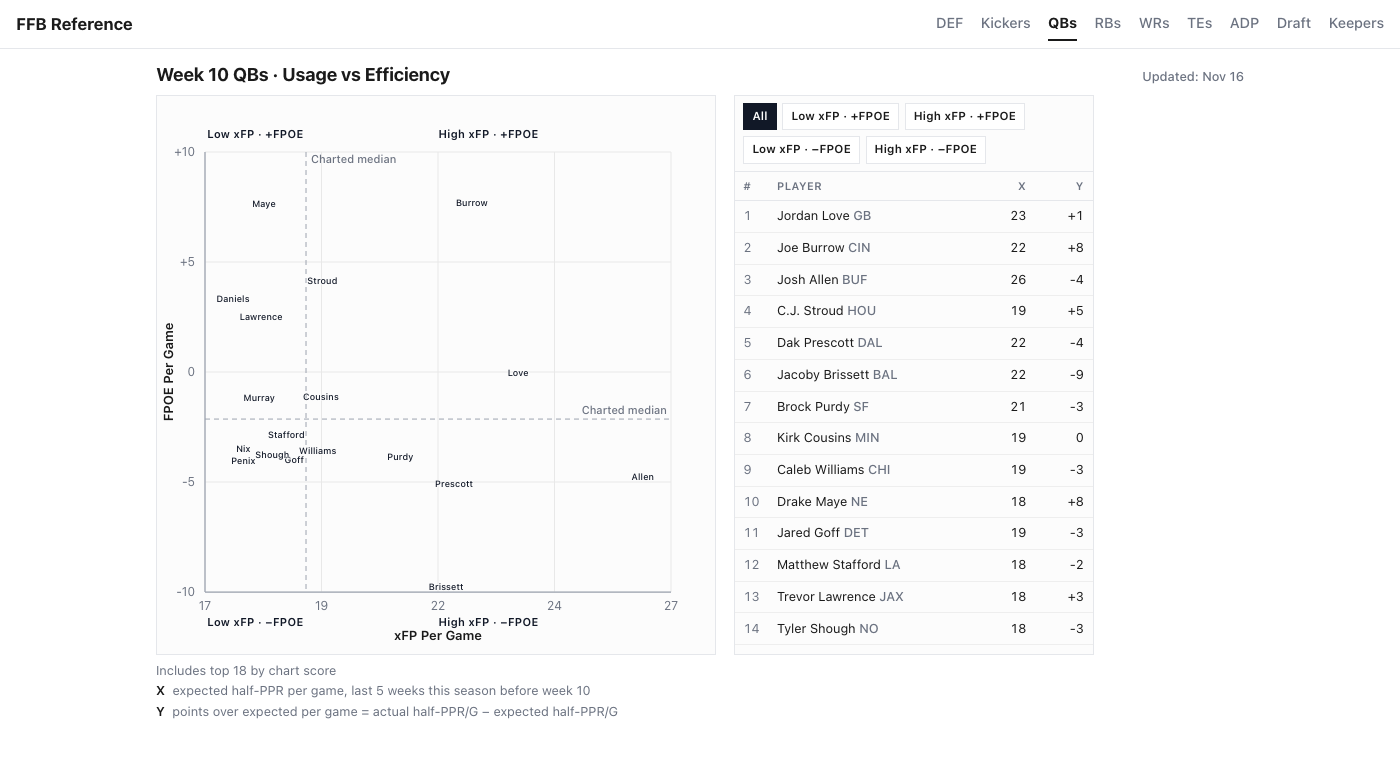 FFB Reference
DEF Kickers QBs RBs WRs TEs ADP Draft Keepers
Week 10 QBs · Usage vs Efficiency
Updated: Nov 16
Low xFP · +FPOE High xFP · +FPOE
+10
Charted median
Maye
Burrow
+5
Stroud
Daniels
Lawrence
FPOE Per Game
0
Love
Murray
Cousins
Charted median
Stafford
Nix
Shough
Williams
Penix
Goff
Purdy
-5
Prescott
Allen
Brissett
-10
17 19 22 24 27
Low xFP · −FPOE High xFP · −FPOE
xFP Per Game
All Low xFP · +FPOE High xFP · +FPOE
Low xFP · −FPOE High xFP · −FPOE
# PLAYER X Y
1 Jordan Love GB 23 +1
2 Joe Burrow CIN 22 +8
3 Josh Allen BUF 26 -4
4 C.J. Stroud HOU 19 +5
5 Dak Prescott DAL 22 -4
6 Jacoby Brissett BAL 22 -9
7 Brock Purdy SF 21 -3
8 Kirk Cousins MIN 19 0
9 Caleb Williams CHI 19 -3
10 Drake Maye NE 18 +8
11 Jared Goff DET 19 -3
12 Matthew Stafford LA 18 -2
13 Trevor Lawrence JAX 18 +3
14 Tyler Shough NO 18 -3
Includes top 18 by chart score
X expected half-PPR per game, last 5 weeks this season before week 10
Y points over expected per game = actual half-PPR/G − expected half-PPR/G